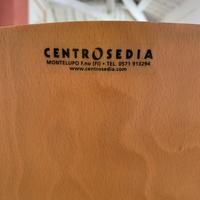 CENTROSEDIA
MONTELUPO F.no (FI) • TEL. 0571 913294
www.centrosedia.com